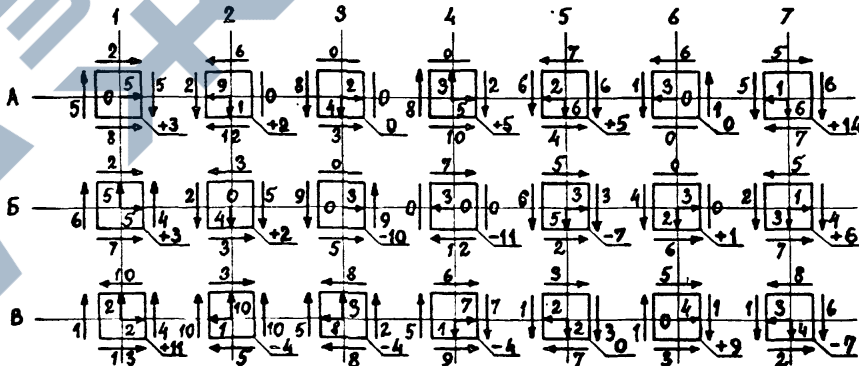 1 2 3 4 5 6 7
2 6 0 0 7 6 5
А 5 0 5 5 2 9 1 0 8 4 2 0 8 3 5 2 6 2 6 6 1 3 0 1 5 1 6 8
8 +3 12 +2 3 0 10 +5 4 +5 0 0 7 +14
2 3 0 7 5 0 5
Б 6 5 5 4 2 0 4 5 9 0 3 9 0 3 0 0 6 5 3 3 4 2 3 0 2 3 1 4
7 +3 3 +2 5 -10 12 -11 2 -7 6 +1 7 +6
10 3 8 6 3 5 8
В 1 2 2 4 10 1 10 10 5 8 3 2 5 1 7 7 1 2 2 3 1 0 4 1 1 3 4 6
13 +11 5 -4 8 -4 9 -4 7 0 3 +9 2 -7